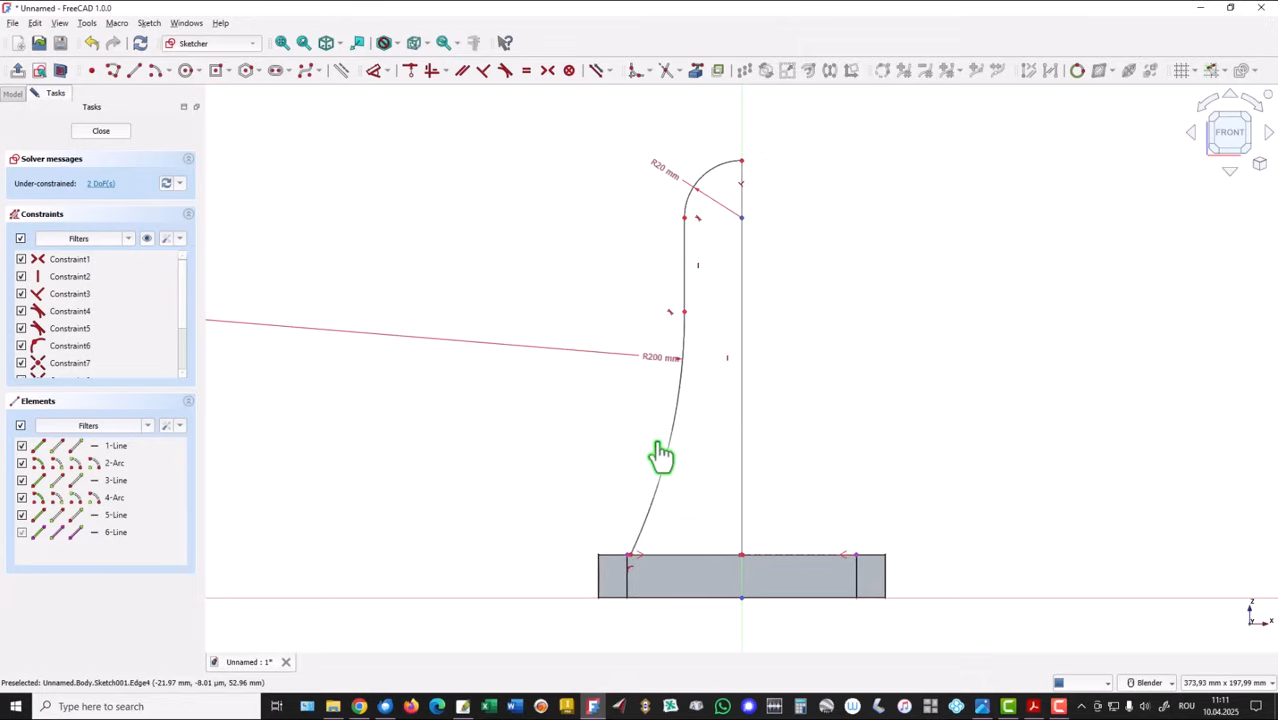 * Unnamed - FreeCAD 1.0.0
File Edit View Tools Macro Sketch Windows Help
Sketcher
Model Tasks
Tasks
Close
Solver messages
Under-constrained: 2 DoF(s)
Constraints
Filters
Constraint1
Constraint2
Constraint3
Constraint4
Constraint5
Constraint6
Constraint7
Elements
Filters
1-Line
2-Arc
3-Line
4-Arc
5-Line
6-Line
R20 mm
R200 mm
FRONT
Z
Y X
Unnamed : 1*
Preselected: Unnamed.Body.Sketch001.Edge4 (-21.97 mm, -8.01 µm, 52.96 mm)
Blender
373,93 mm x 197,99 mm
Type here to search
ROU
11:11
10.04.2025